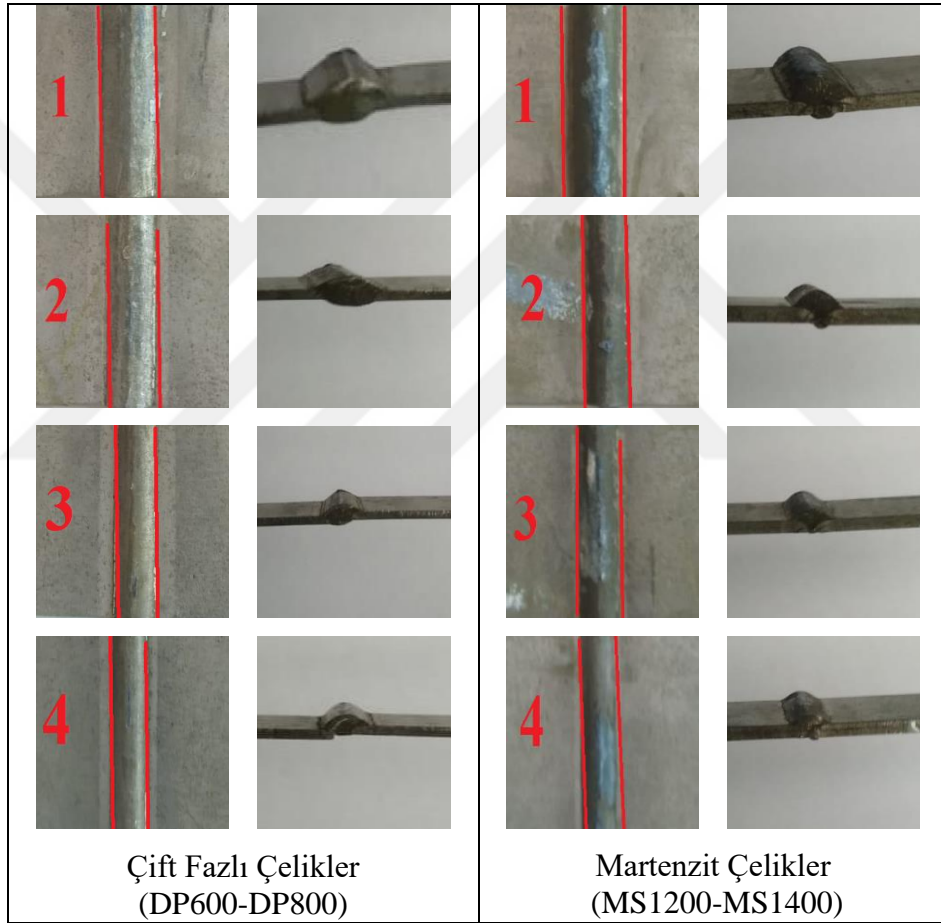 1
1
2
2
3
3
4
4
Çift Fazlı Çelikler
(DP600-DP800)
Martenzit Çelikler
(MS1200-MS1400)